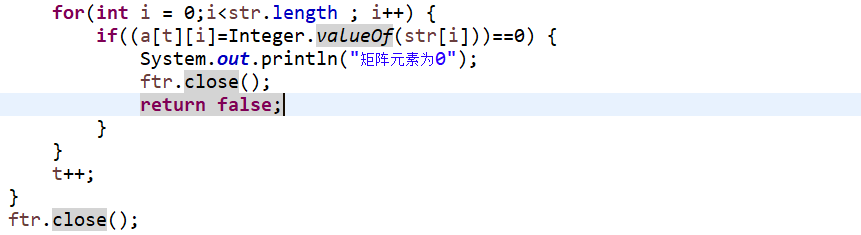 for(int i = 0;i<str.length ; i++) {
if((a[t][i]=Integer.valueOf(str[i]))==0) {
System.out.println("矩阵元素为0");
ftr.close();
return false;
}
}
t++;
}
ftr.close();